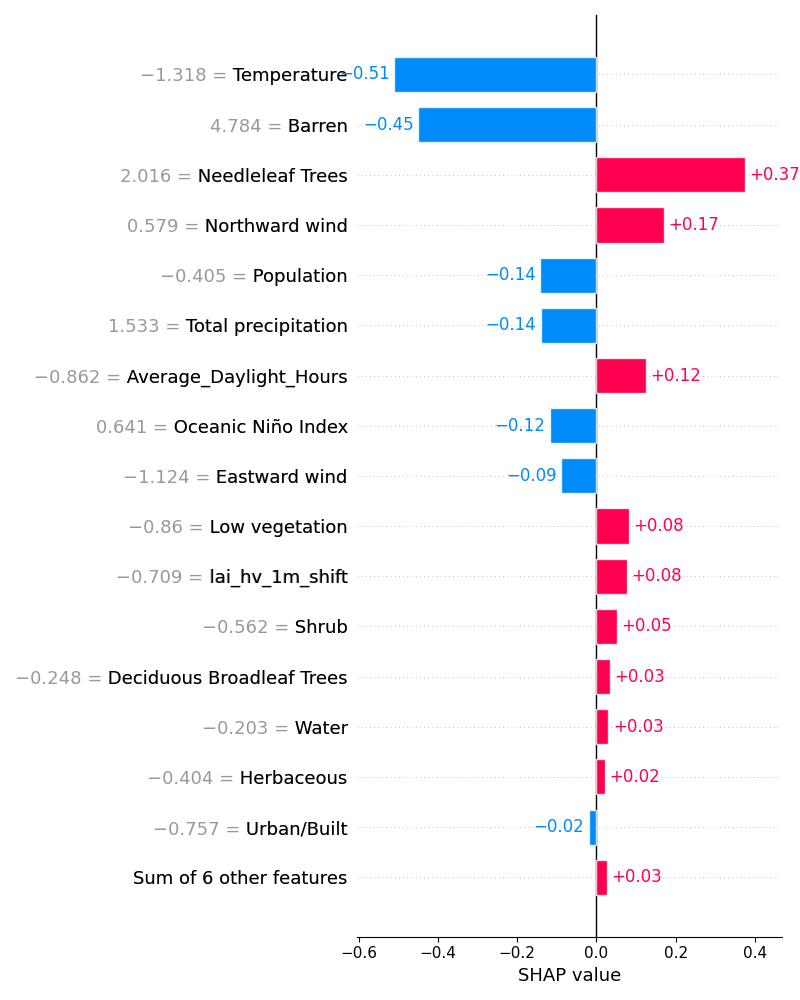 −1.318 = Temperature −0.51
4.784 = Barren −0.45
2.016 = Needleleaf Trees +0.37
0.579 = Northward wind +0.17
−0.405 = Population −0.14
1.533 = Total precipitation −0.14
−0.862 = Average_Daylight_Hours +0.12
0.641 = Oceanic Niño Index −0.12
−1.124 = Eastward wind −0.09
−0.86 = Low vegetation +0.08
−0.709 = lai_hv_1m_shift +0.08
−0.562 = Shrub +0.05
−0.248 = Deciduous Broadleaf Trees +0.03
−0.203 = Water +0.03
−0.404 = Herbaceous +0.02
−0.757 = Urban/Built −0.02
Sum of 6 other features +0.03
−0.6 −0.4 −0.2 0.0 0.2 0.4
SHAP value